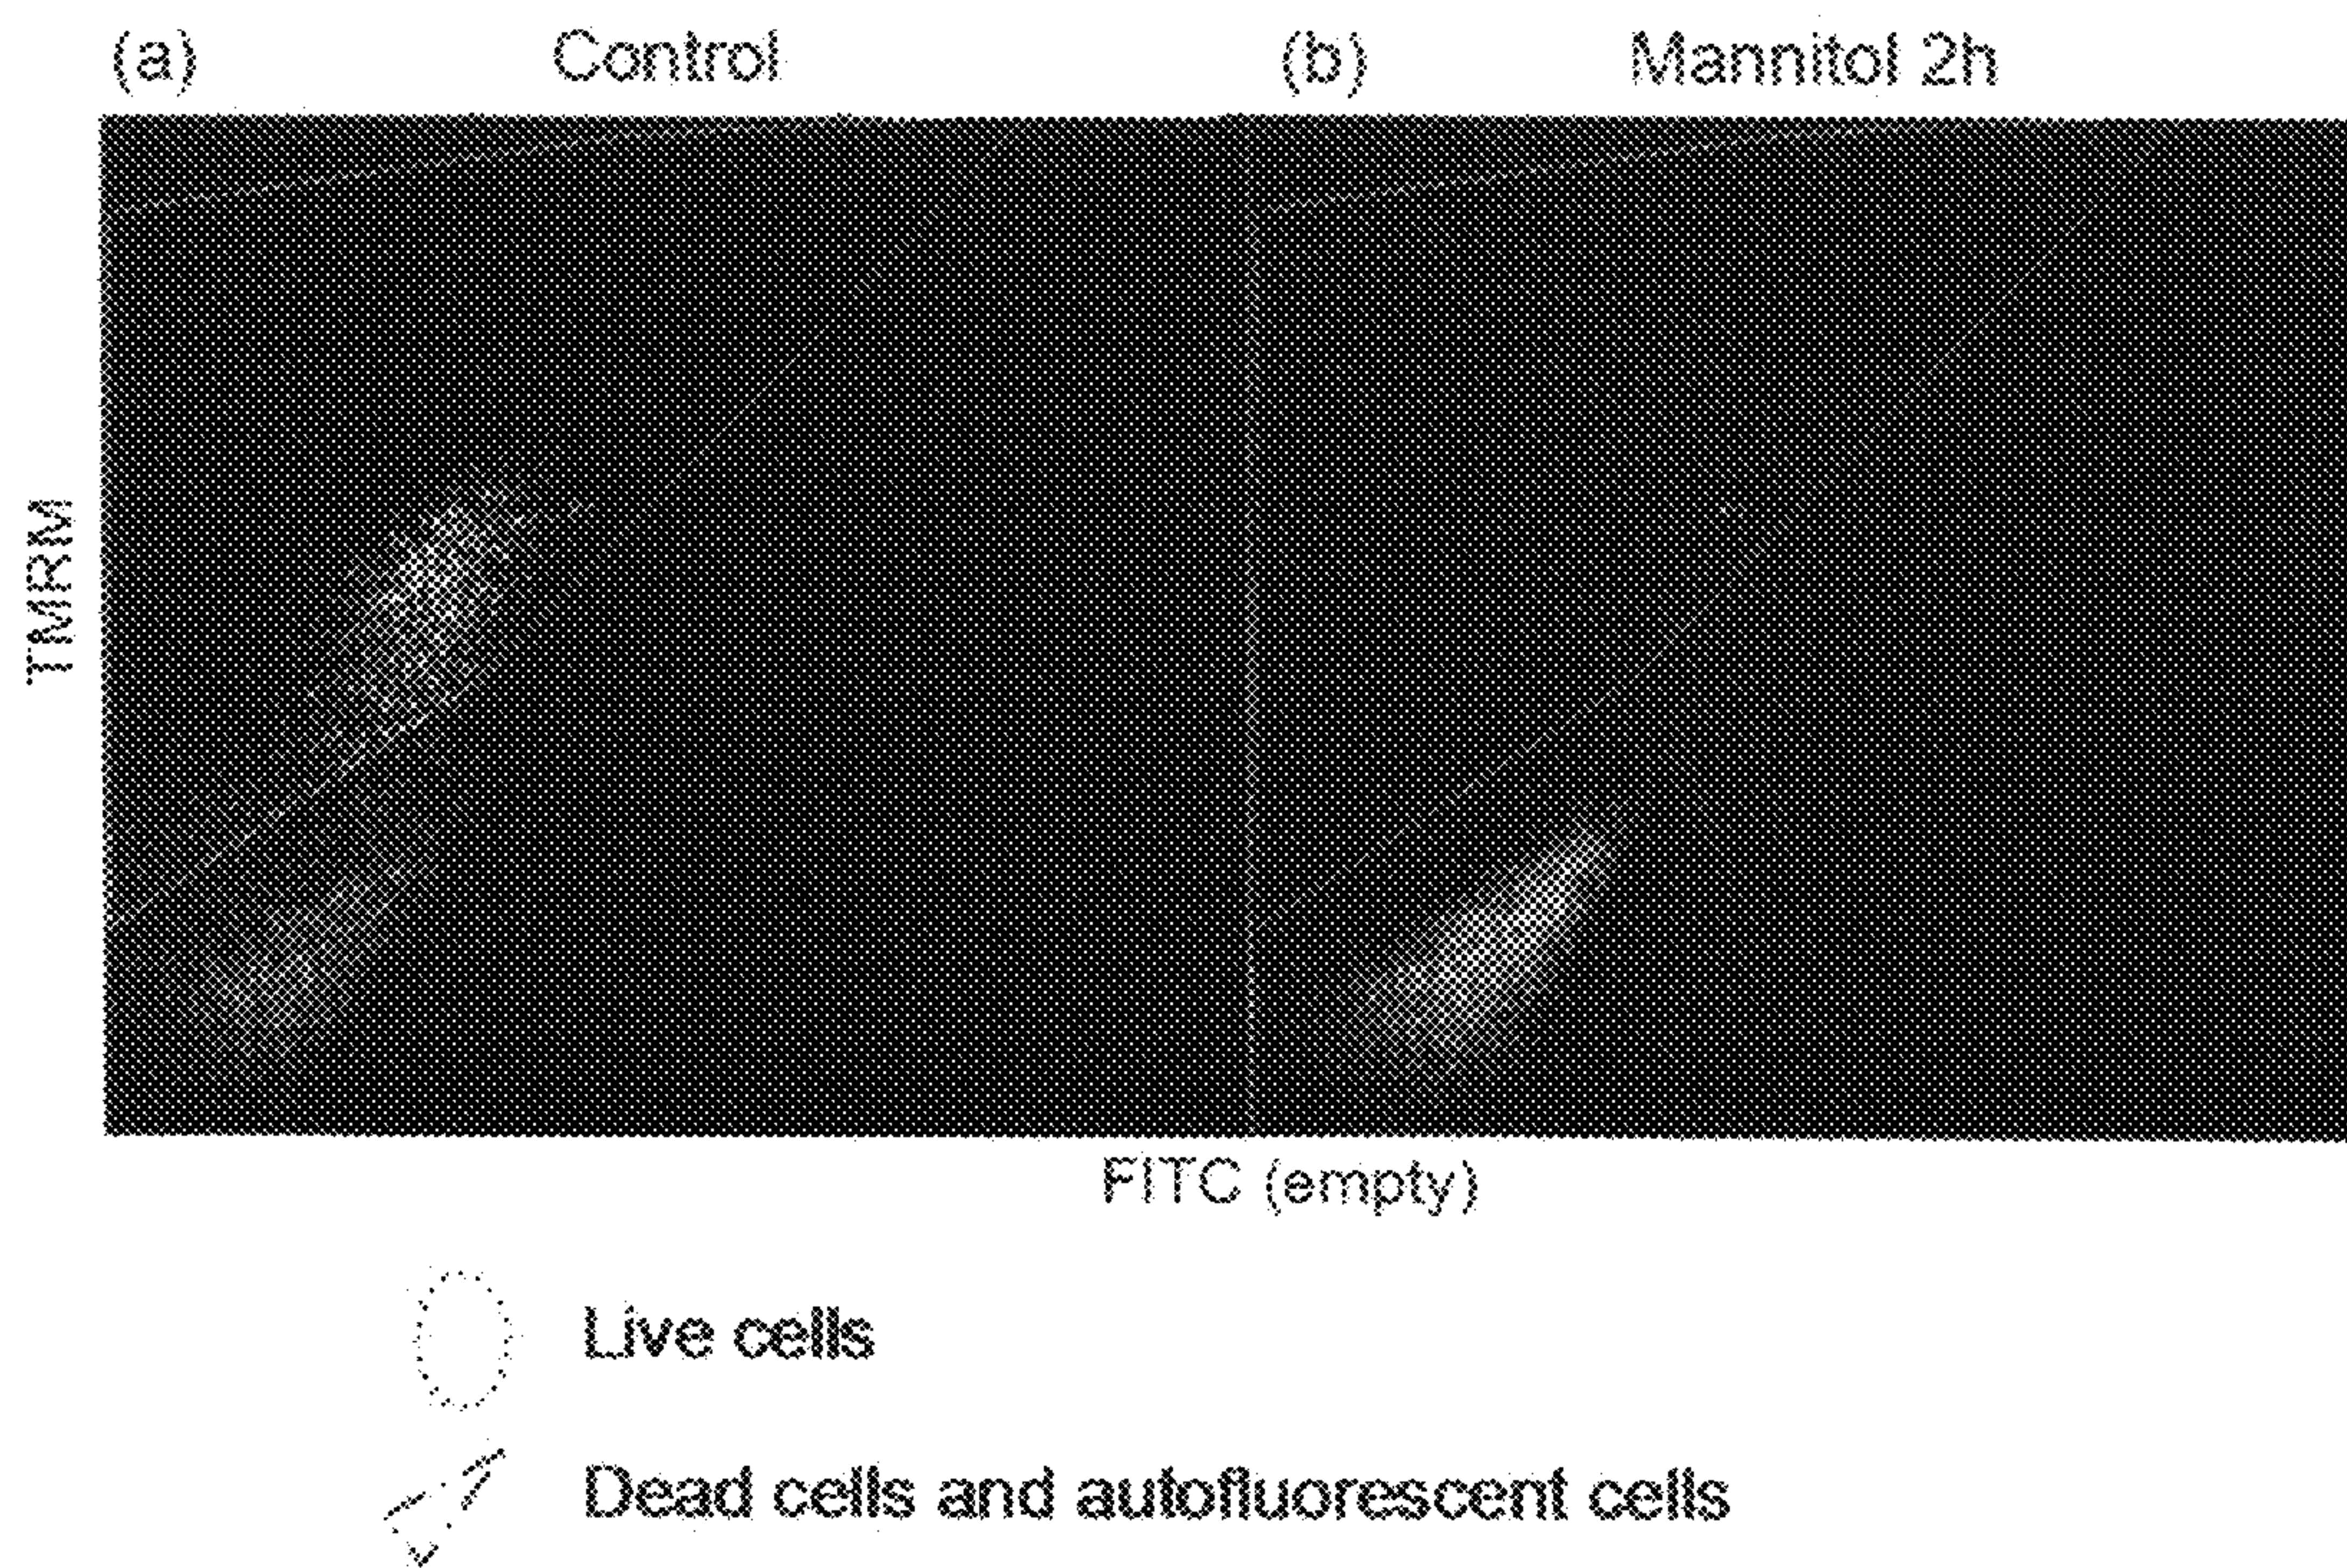 (a) Control (b) Mannitol 2h
TMRM
FITC (empty)
Live cells
Dead cells and autofluorescent cells